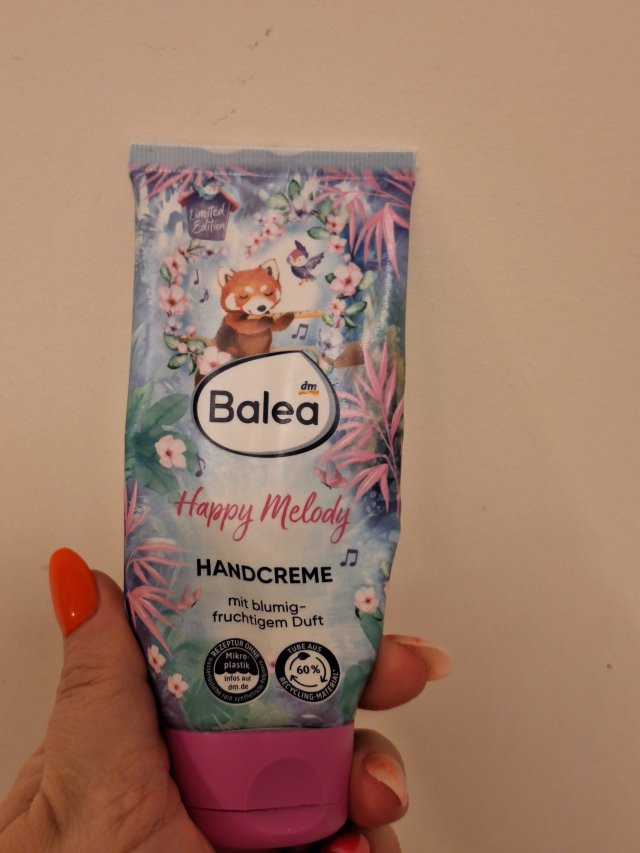 Limited
Edition
dm
Balea
Happy Melody
HANDCREME
mit blumig-
fruchtigem Duft
REZEPTUR OHNE
Mikro-
plastik
Infos auf
dm.de
TUBE AUS
60%
RECYCLING-MATERIAL